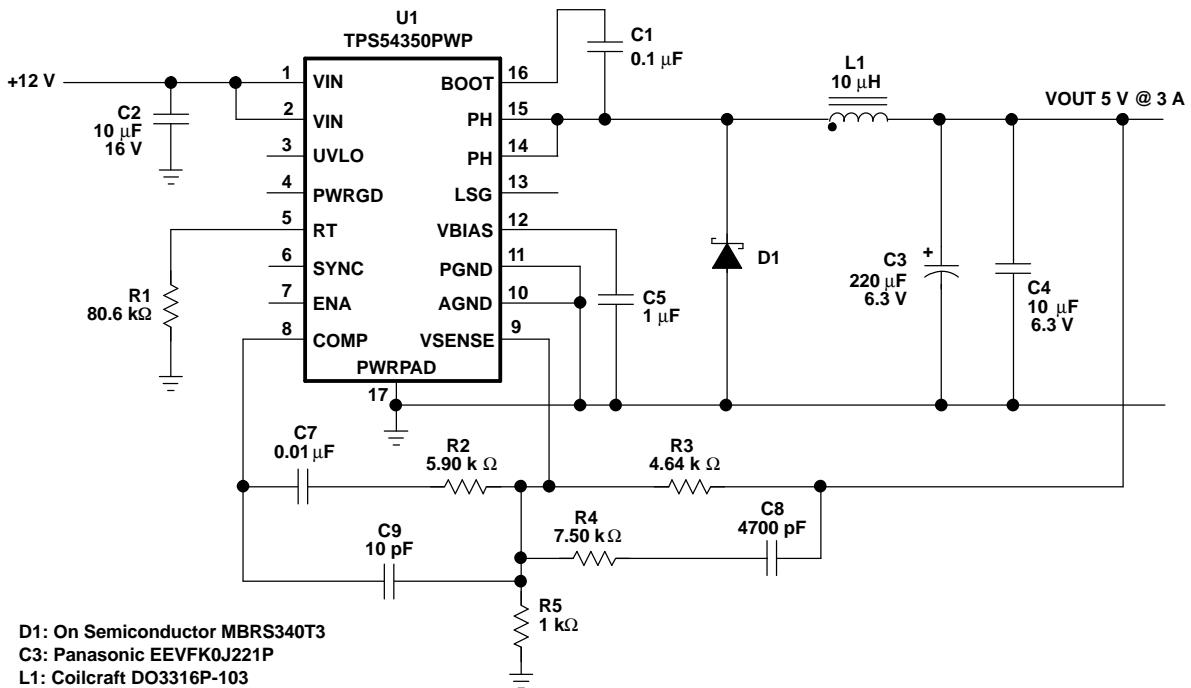 U1
TPS54350PWP
+12 V
C2
10 μF
16 V
1 VIN
2 VIN
3 UVLO
4 PWRGD
5 RT
6 SYNC
7 ENA
8 COMP
PWRPAD
17
BOOT 16
PH 15
PH 14
LSG 13
VBIAS 12
PGND 11
AGND 10
VSENSE 9
C1
0.1 μF
L1
10 μH
VOUT 5 V @ 3 A
D1
C3
220 μF
6.3 V
+
C4
10 μF
6.3 V
C5
1 μF
R1
80.6 kΩ
C7
0.01 μF
R2
5.90 k Ω
R3
4.64 k Ω
C9
10 pF
R4
7.50 k Ω
C8
4700 pF
R5
1 kΩ
D1: On Semiconductor MBRS340T3
C3: Panasonic EEVFK0J221P
L1: Coilcraft DO3316P-103